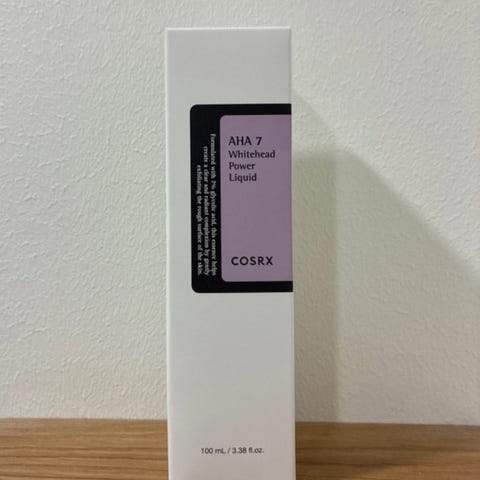 AHA 7
Whitehead
Power
Liquid
COSRX
Formulated with 7% glycolic acid, this essence helps
create a clear and radiant complexion by gently
exfoliating the rough surface of the skin.
100 mL / 3.38 fl.oz.